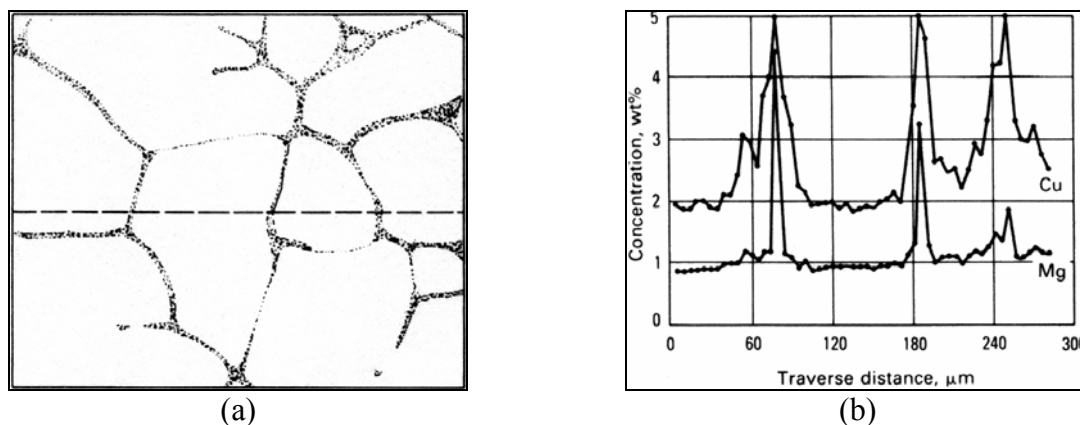 5
4
3
2
1
0
Concentration, wt%
Cu
Mg
0
60
120
180
240
300
Traverse distance, μm
(a)
(b)